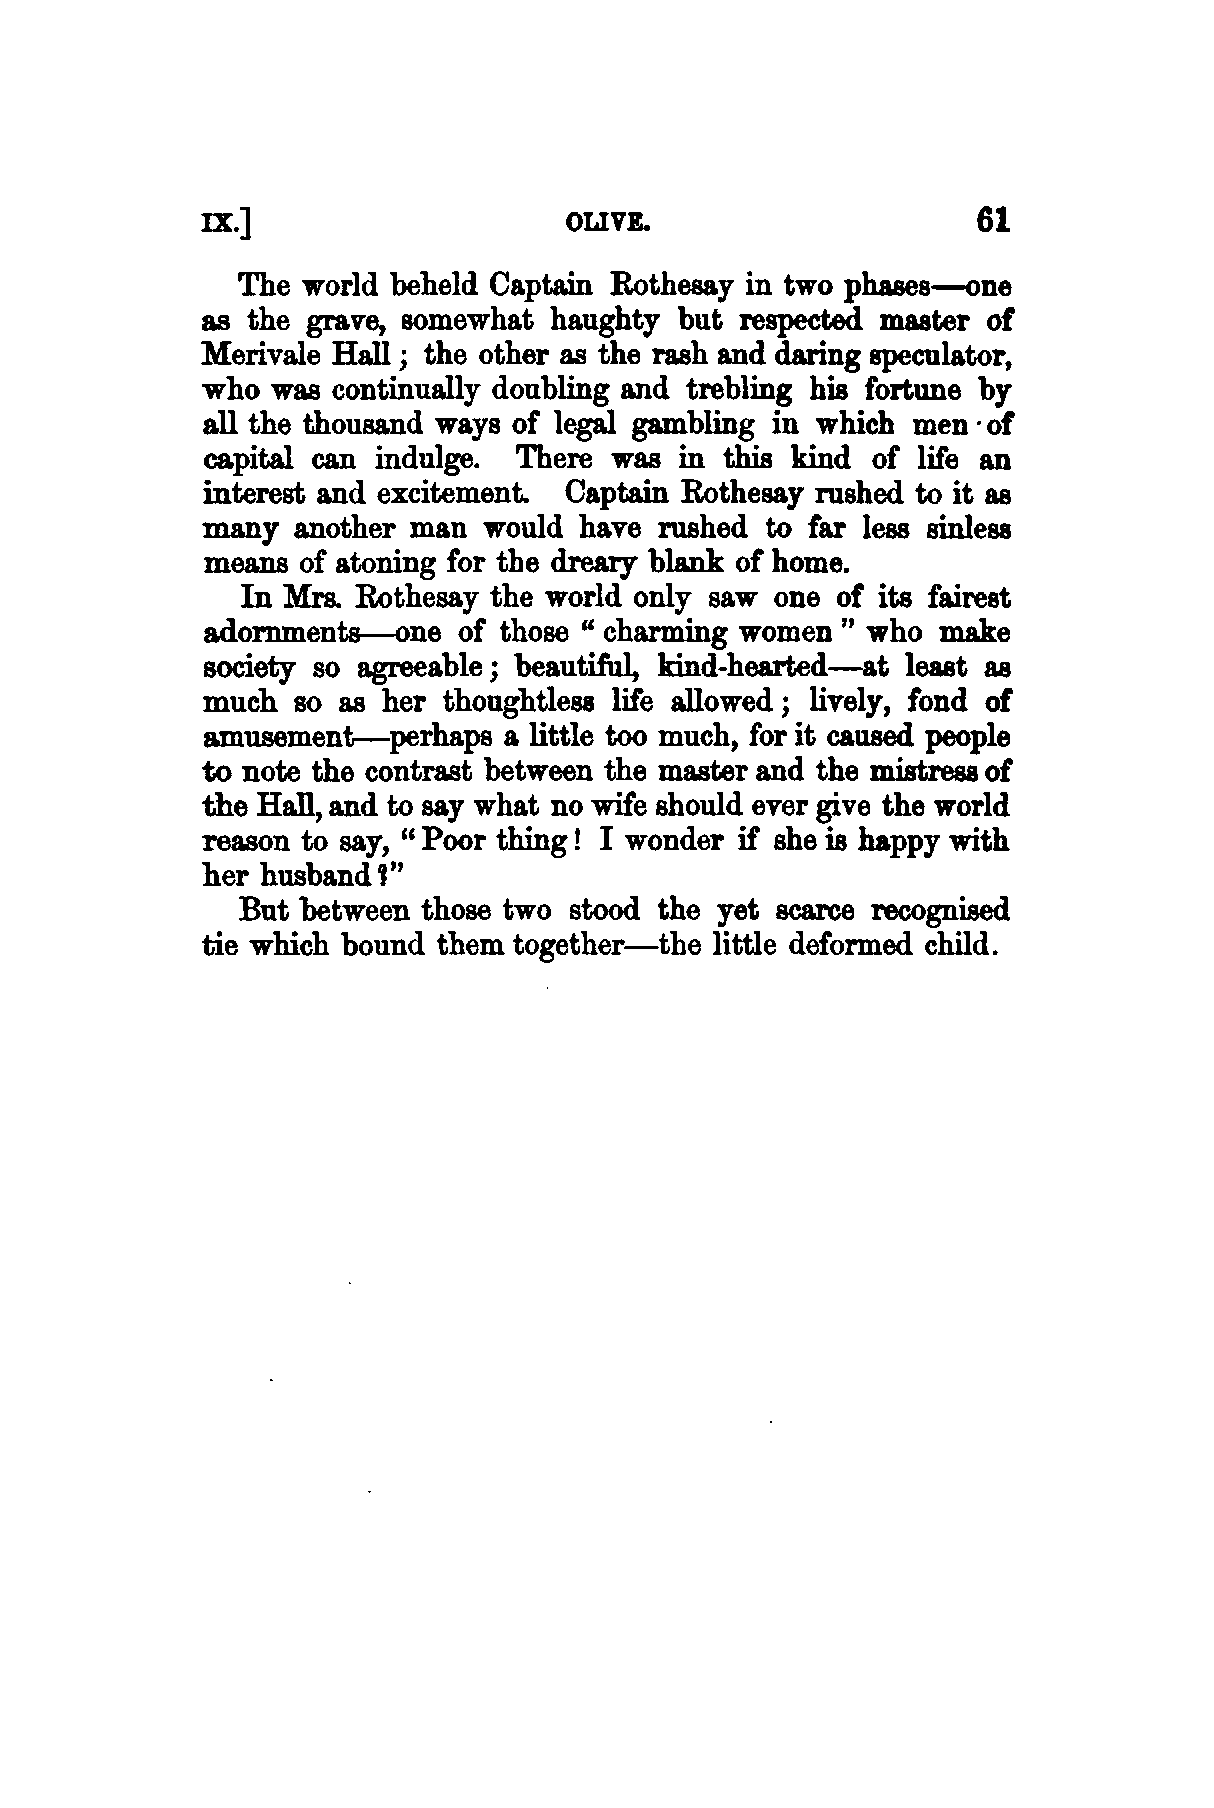 IX.] OLIVE. 61
The world beheld Captain Rothesay in two phases—one
as the grave, somewhat haughty but respected master of
Merivale Hall; the other as the rash and daring speculator,
who was continually doubling and trebling his fortune by
all the thousand ways of legal gambling in which men of
capital can indulge. There was in this kind of life an
interest and excitement. Captain Rothesay rushed to it as
many another man would have rushed to far less sinless
means of atoning for the dreary blank of home.
In Mrs. Rothesay the world only saw one of its fairest
adornments—one of those "charming women" who make
society so agreeable; beautiful, kind-hearted—at least as
much so as her thoughtless life allowed; lively, fond of
amusement—perhaps a little too much, for it caused people
to note the contrast between the master and the mistress of
the Hall, and to say what no wife should ever give the world
reason to say, "Poor thing! I wonder if she is happy with
her husband?"
But between those two stood the yet scarce recognised
tie which bound them together—the little deformed child.